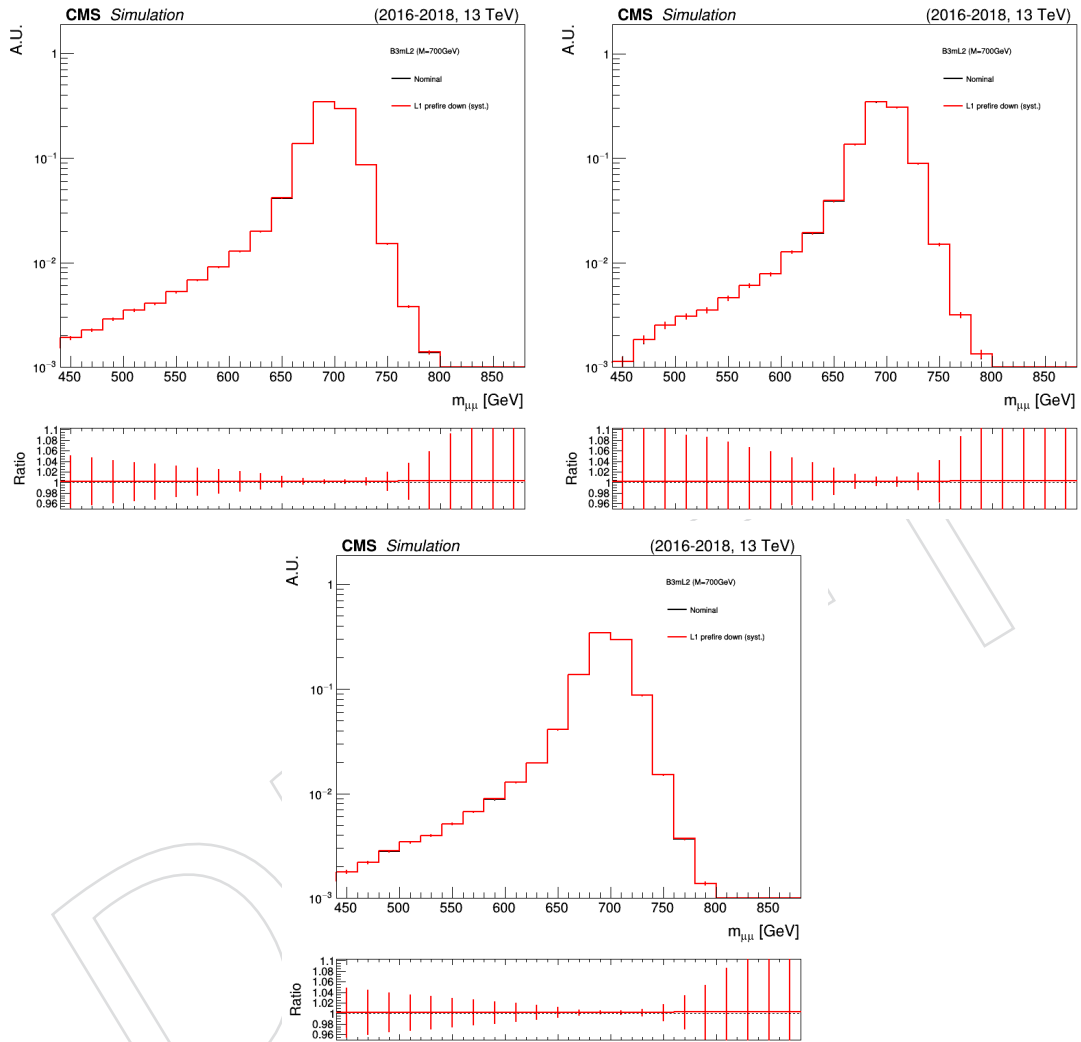 CMS Simulation (2016-2018, 13 TeV)
A.U.
B3mL2 (M=700GeV)
Nominal
L1 prefire down (syst.)
1
10−1
10−2
10−3
450 500 550 600 650 700 750 800 850
mμμ [GeV]
Ratio
1.1
1.08
1.06
1.04
1.02
1
0.98
0.96
CMS Simulation (2016-2018, 13 TeV)
A.U.
B3mL2 (M=700GeV)
Nominal
L1 prefire down (syst.)
1
10−1
10−2
10−3
450 500 550 600 650 700 750 800 850
mμμ [GeV]
Ratio
1.1
1.08
1.06
1.04
1.02
1
0.98
0.96
CMS Simulation (2016-2018, 13 TeV)
A.U.
B3mL2 (M=700GeV)
Nominal
L1 prefire down (syst.)
1
10−1
10−2
10−3
450 500 550 600 650 700 750 800 850
mμμ [GeV]
Ratio
1.1
1.08
1.06
1.04
1.02
1
0.98
0.96